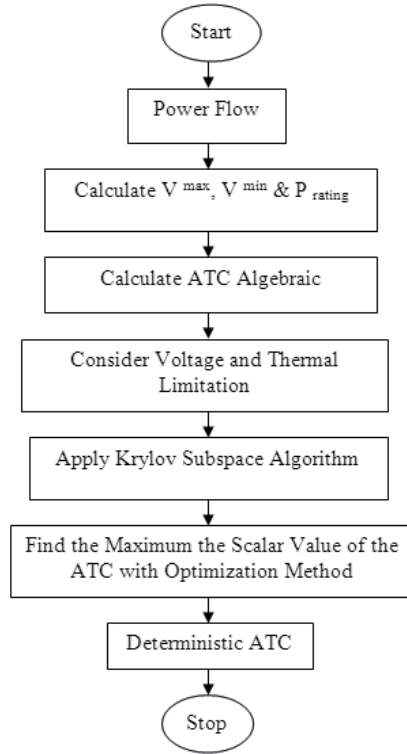 Start
Power Flow
Calculate V max, V min & P rating
Calculate ATC Algebraic
Consider Voltage and Thermal
Limitation
Apply Krylov Subspace Algorithm
Find the Maximum the Scalar Value of the
ATC with Optimization Method
Deterministic ATC
Stop